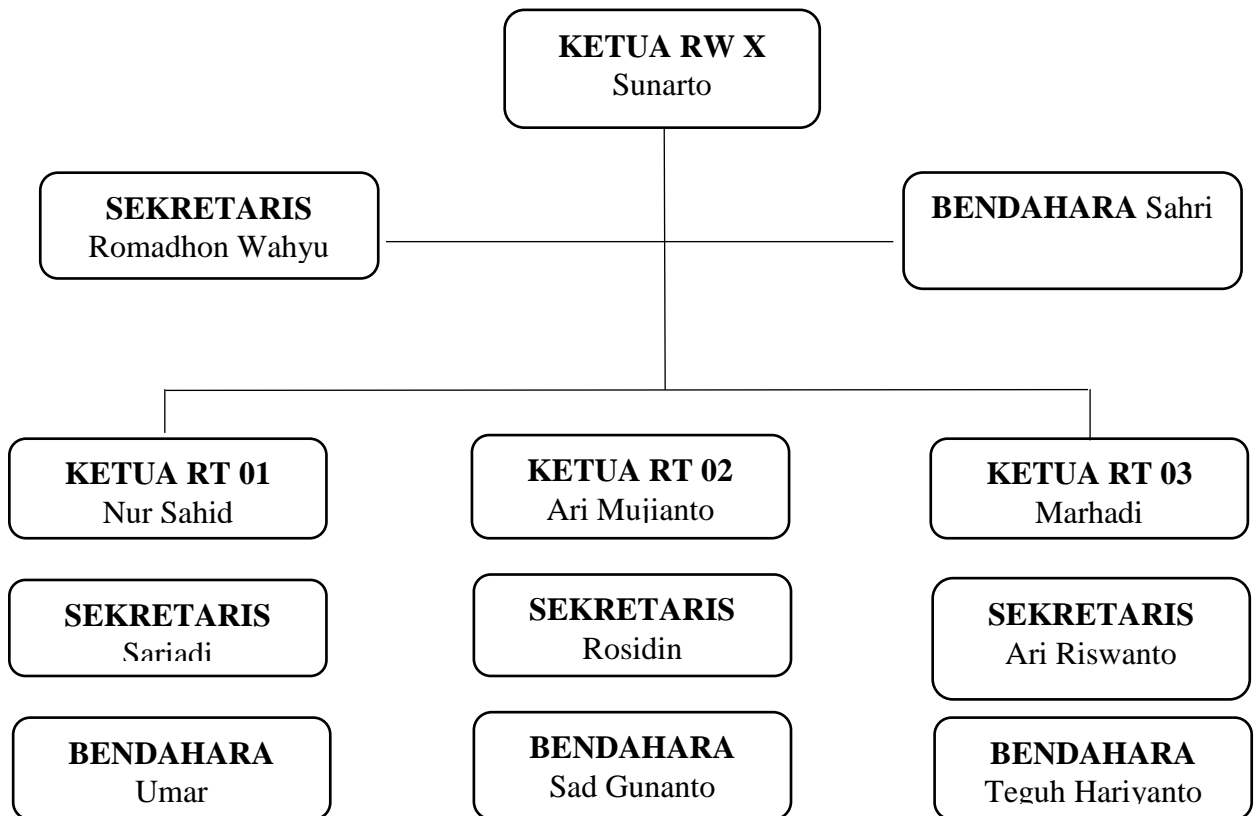 KETUA RW X
Sunarto
SEKRETARIS
Romadhon Wahyu
BENDAHARA Sahri
KETUA RT 01
Nur Sahid
KETUA RT 02
Ari Mujianto
KETUA RT 03
Marhadi
SEKRETARIS
Sarjadi
SEKRETARIS
Rosidin
SEKRETARIS
Ari Riswanto
BENDAHARA
Umar
BENDAHARA
Sad Gunanto
BENDAHARA
Teguh Hariyanto